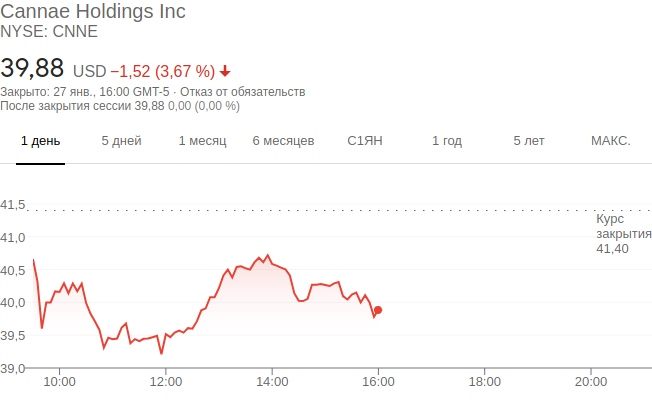 Cannae Holdings Inc
NYSE: CNNE
39,88 USD −1,52 (3,67 %)
Закрыто: 27 янв., 16:00 GMT-5 · Отказ от обязательств
После закрытия сессии 39,88 0,00 (0,00 %)
1 день 5 дней 1 месяц 6 месяцев С1ЯН 1 год 5 лет МАКС.
41,5
Курс
закрытия
41,40
41,0
40,5
40,0
39,5
39,0
10:00 12:00 14:00 16:00 18:00 20:00